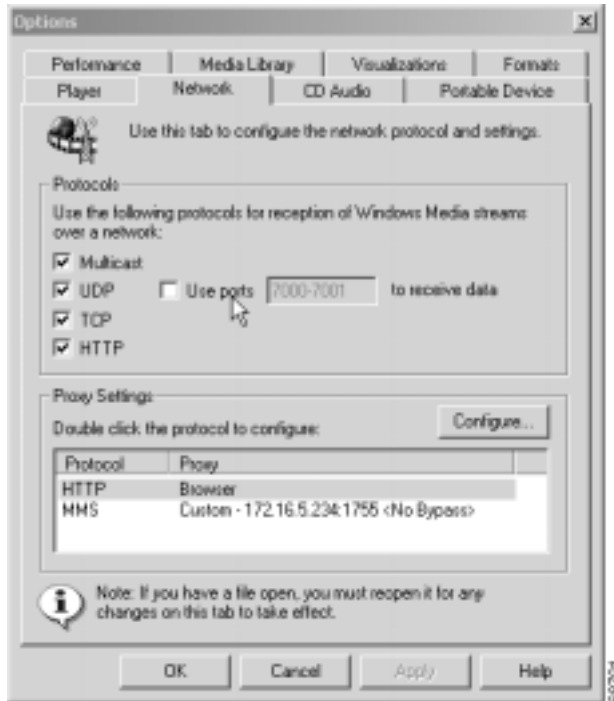 Options
Performance Media Library Visualizations Formats
Player Network CD Audio Portable Device
Use this tab to configure the network protocol and settings.
Protocols
Use the following protocols for reception of Windows Media streams
over a network:
Multicast
UDP Use ports 7000-7001 to receive data
TCP
HTTP
Proxy Settings
Double click the protocol to configure:
Configure...
Protocol Proxy
HTTP Browser
MMS Custom - 172.16.5.234:1755 <No Bypass>
Note: If you have a file open, you must reopen it for any
changes on this tab to take effect.
OK Cancel Apply Help